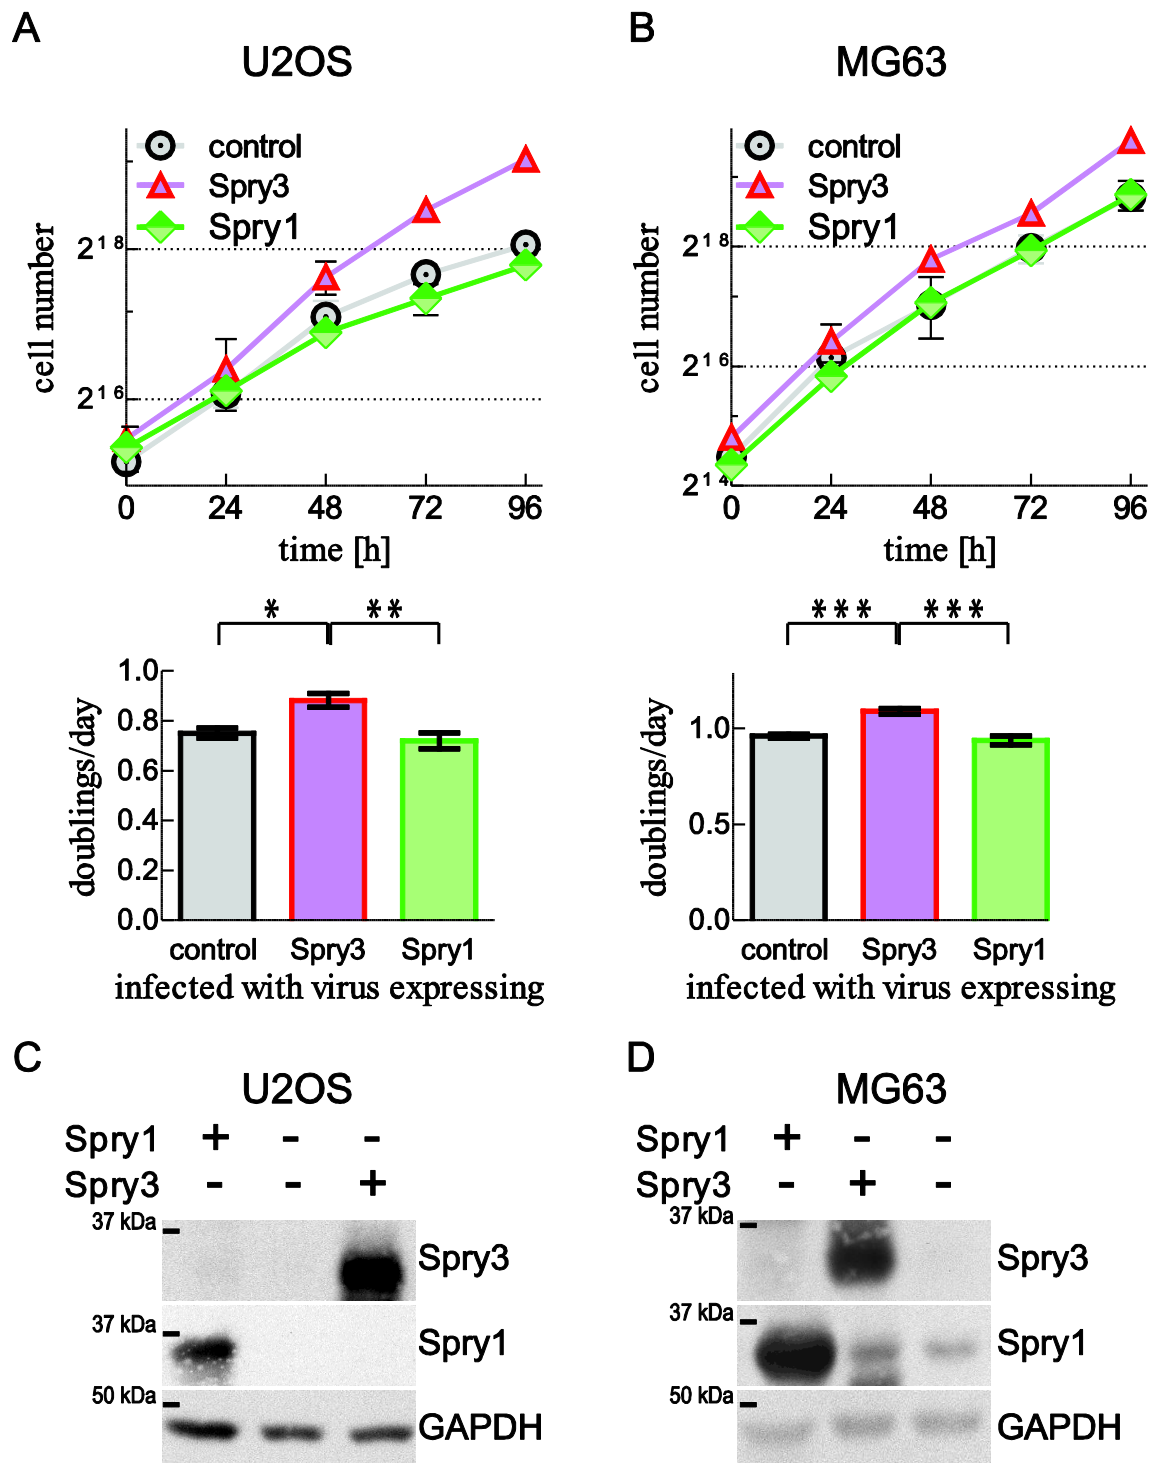 A
B
U2OS
MG63
control
Spry3
Spry1
2¹⁸
2¹⁶
cell number
0 24 48 72 96
time [h]
control
Spry3
Spry1
2¹⁸
2¹⁶
2¹⁴
cell number
0 24 48 72 96
time [h]
* **
1.0
0.8
0.6
0.4
0.2
0.0
doublings/day
control Spry3 Spry1
infected with virus expressing
*** ***
1.0
0.5
0.0
doublings/day
control Spry3 Spry1
infected with virus expressing
C
U2OS
Spry1 + - -
Spry3 - - +
37 kDa
Spry3
37 kDa
Spry1
50 kDa
GAPDH
D
MG63
Spry1 + - -
Spry3 - + -
37 kDa
Spry3
37 kDa
Spry1
50 kDa
GAPDH